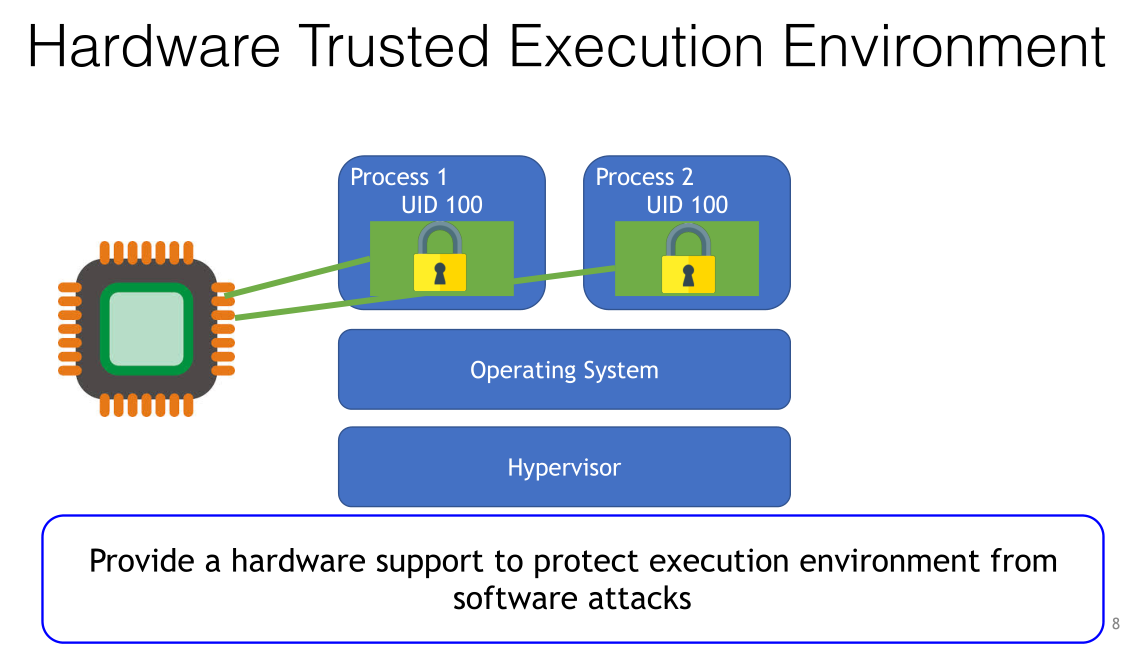 Hardware Trusted Execution Environment
Process 1
UID 100
Process 2
UID 100
Operating System
Hypervisor
Provide a hardware support to protect execution environment from
software attacks
8